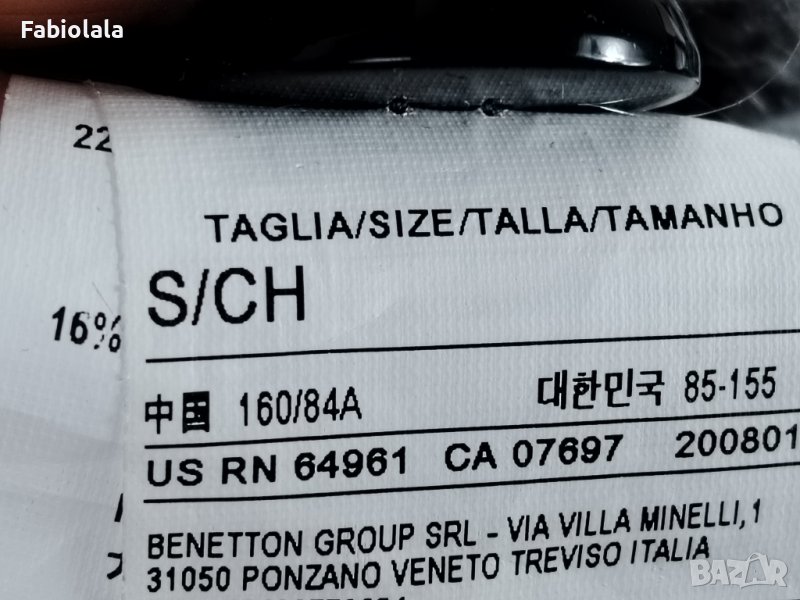 Fabiolala
22
TAGLIA/SIZE/TALLA/TAMANHO
S/CH
16%
中国 160/84A 대한민국 85-155
US RN 64961 CA 07697 200801
BENETTON GROUP SRL - VIA VILLA MINELLI,1
31050 PONZANO VENETO TREVISO ITALIA
BAZAR